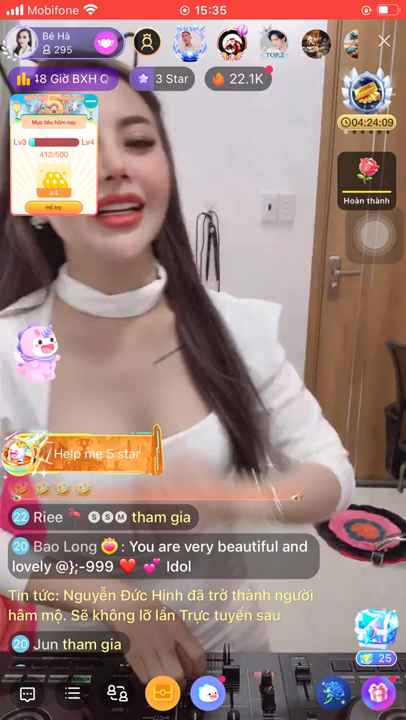 Mobifone
15:35
Bé Hà
295
TOP.2
48 Giờ BXH Q
3 Star
22.1K
Mục tiêu hôm nay
Lv3
Lv4
412/500
x4
Hỗ trợ
04:24:09
Hoàn thành
Help me 5 star
22 Riee 🦩 🅢🅢🅜 tham gia
20 Bao Long : You are very beautiful and
lovely @};-999 ❤️ 💕 Idol
Tin tức: Nguyễn Đức Hinh đã trở thành người
hâm mộ. Sẽ không lỡ lần Trực tuyến sau
20 Jun tham gia
25